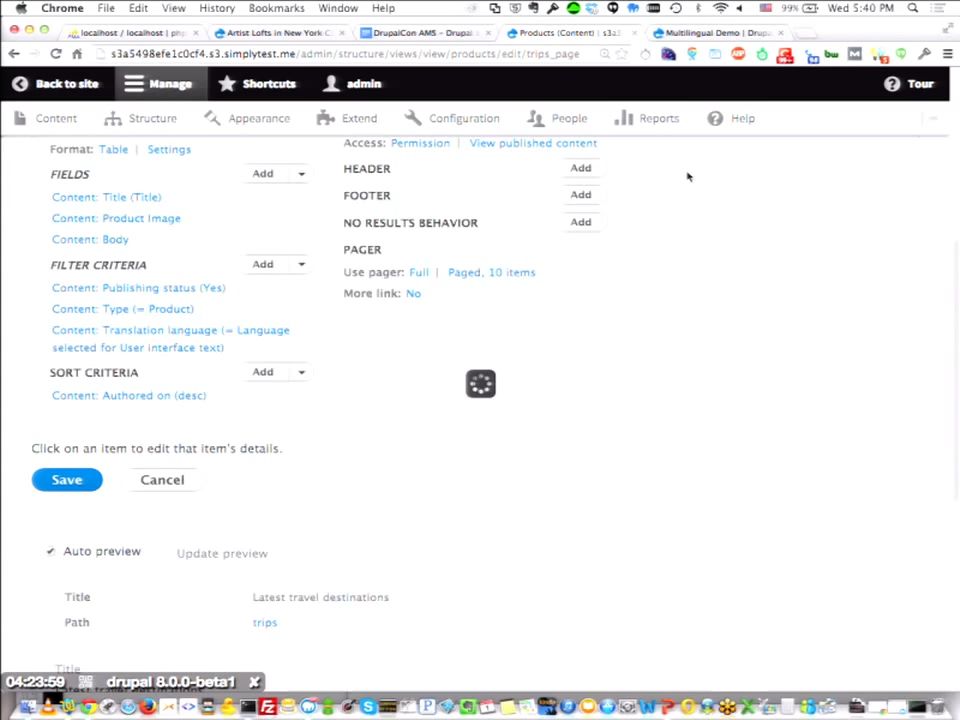 Chrome File Edit View History Bookmarks Window Help 99% Wed 5:40 PM
localhost / localhost | ph Artist Lofts in New York C DrupalCon AMS – Drupal Products (Content) | s3a Multilingual Demo | Drupa
s3a5498efe1c0cf4.s3.simplytest.me/admin/structure/views/view/products/edit/trips_page
Back to site Manage Shortcuts admin Tour
Content Structure Appearance Extend Configuration People Reports Help
Format: Table | Settings
Access: Permission | View published content
FIELDS Add
HEADER Add
Content: Title (Title)
FOOTER Add
Content: Product Image
NO RESULTS BEHAVIOR Add
Content: Body
PAGER
FILTER CRITERIA Add
Use pager: Full | Paged, 10 items
Content: Publishing status (Yes)
More link: No
Content: Type (= Product)
Content: Translation language (= Language
selected for User interface text)
SORT CRITERIA Add
Content: Authored on (desc)
Click on an item to edit that item's details.
Save Cancel
Auto preview Update preview
Title Latest travel destinations
Path trips
Title
04:23:59 drupal 8.0.0-beta1